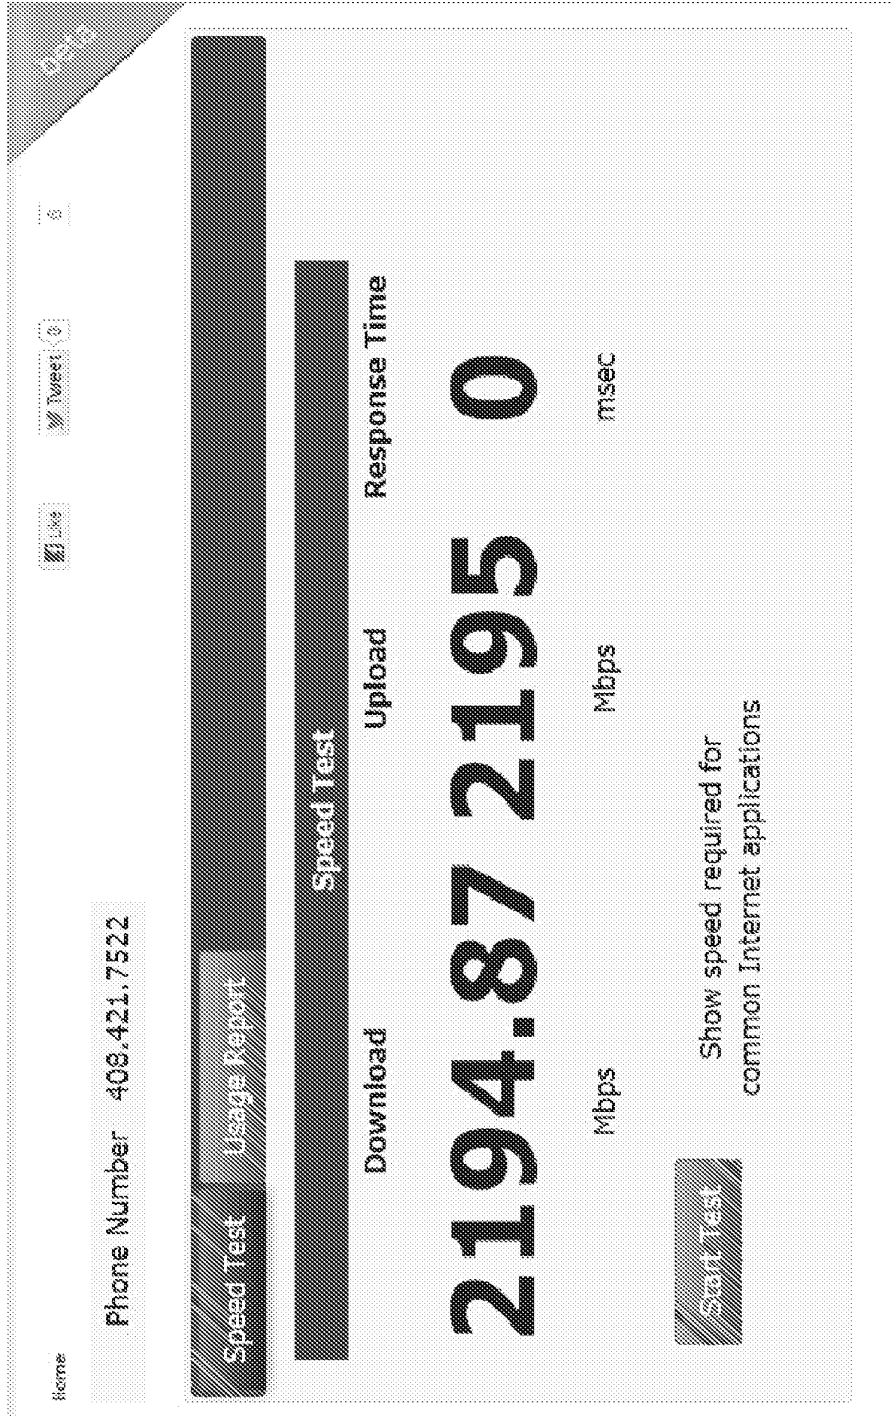 Home
Like
Tweet 0
0
Beta
Phone Number 408.421.7522
Speed Test Usage Report
Speed Test
Download Upload Response Time
2194.87 2195 0
Mbps Mbps msec
Start Test
Show speed required for
common Internet applications